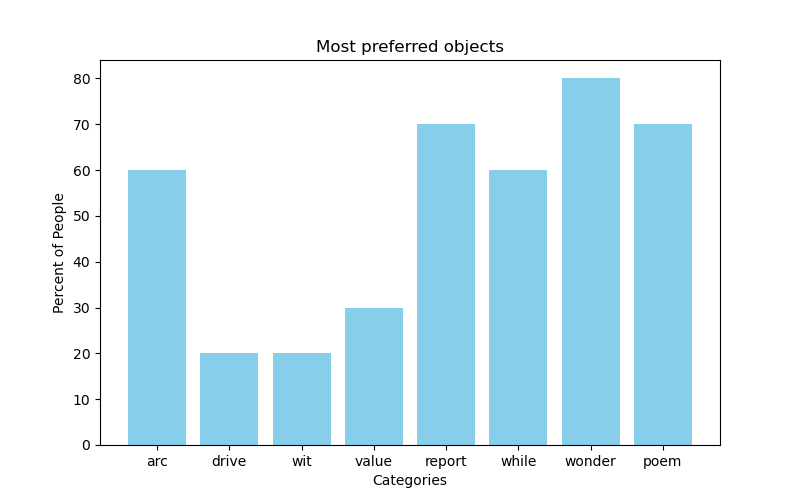 Most preferred objects
Percent of People
80
70
60
50
40
30
20
10
0
arc drive wit value report while wonder poem
Categories